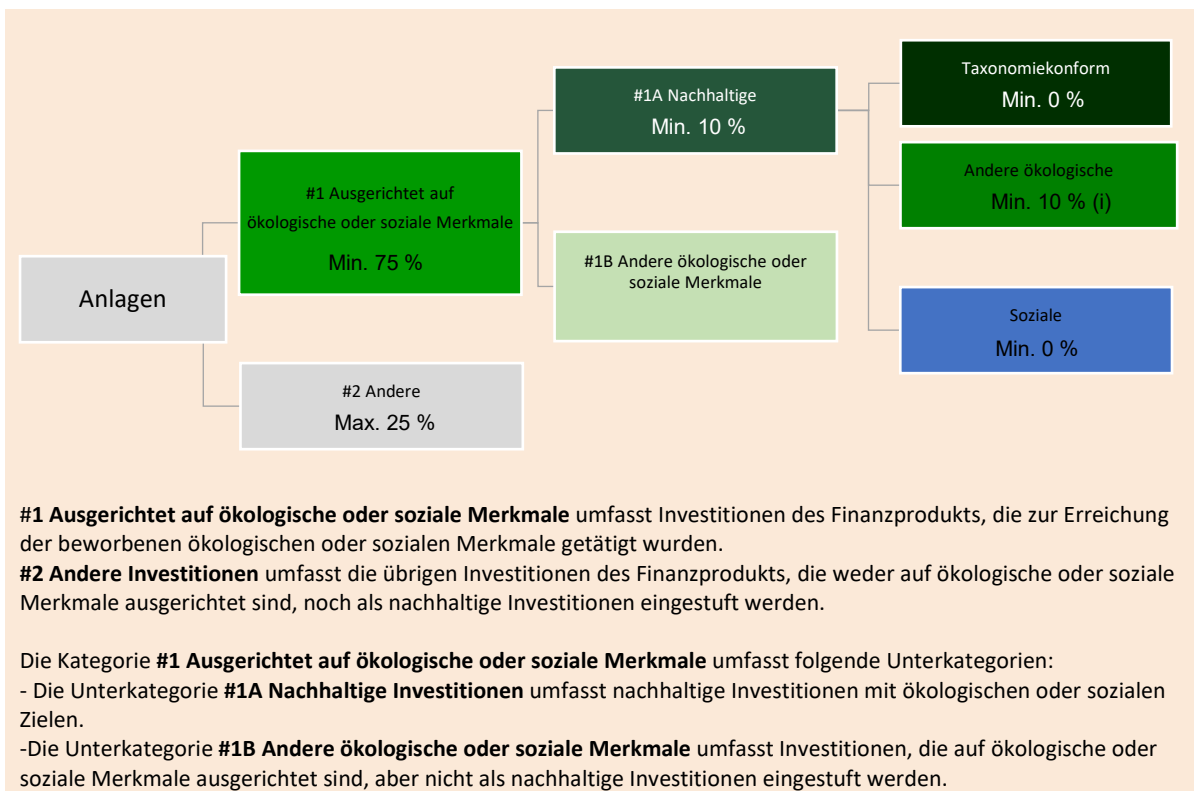 Taxonomiekonform
Min. 0 %
#1A Nachhaltige
Min. 10 %
Andere ökologische
Min. 10 % (i)
#1 Ausgerichtet auf
ökologische oder soziale Merkmale
Min. 75 %
#1B Andere ökologische oder
soziale Merkmale
Anlagen
Soziale
Min. 0 %
#2 Andere
Max. 25 %
#1 Ausgerichtet auf ökologische oder soziale Merkmale umfasst Investitionen des Finanzprodukts, die zur Erreichung
der beworbenen ökologischen oder sozialen Merkmale getätigt wurden.
#2 Andere Investitionen umfasst die übrigen Investitionen des Finanzprodukts, die weder auf ökologische oder soziale
Merkmale ausgerichtet sind, noch als nachhaltige Investitionen eingestuft werden.
Die Kategorie #1 Ausgerichtet auf ökologische oder soziale Merkmale umfasst folgende Unterkategorien:
- Die Unterkategorie #1A Nachhaltige Investitionen umfasst nachhaltige Investitionen mit ökologischen oder sozialen
Zielen.
-Die Unterkategorie #1B Andere ökologische oder soziale Merkmale umfasst Investitionen, die auf ökologische oder
soziale Merkmale ausgerichtet sind, aber nicht als nachhaltige Investitionen eingestuft werden.